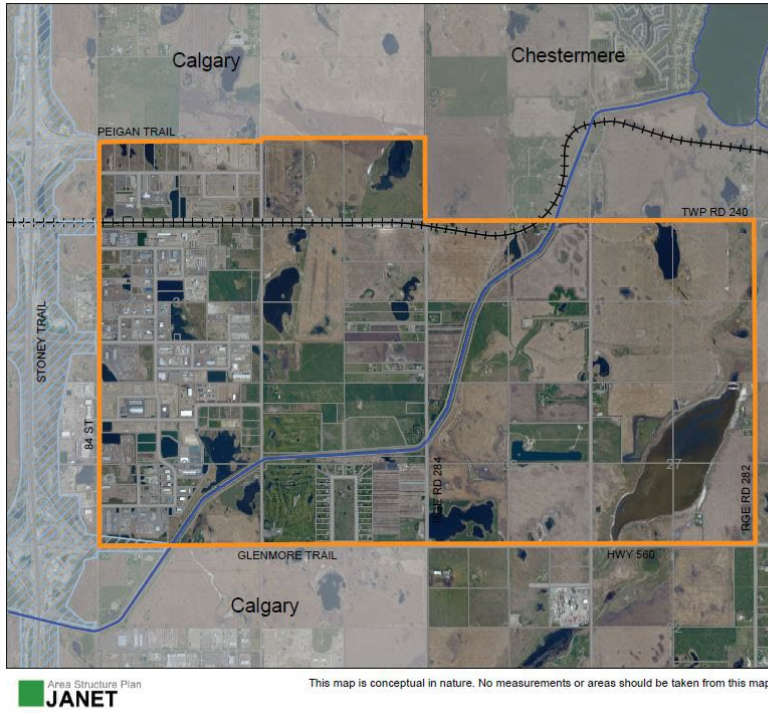 Calgary
Chestermere
PEIGAN TRAIL
TWP RD 240
STONEY TRAIL
84 ST
RGE RD 284
27
RGE RD 282
GLENMORE TRAIL
HWY 560
Calgary
Area Structure Plan
JANET
This map is conceptual in nature. No measurements or areas should be taken from this map